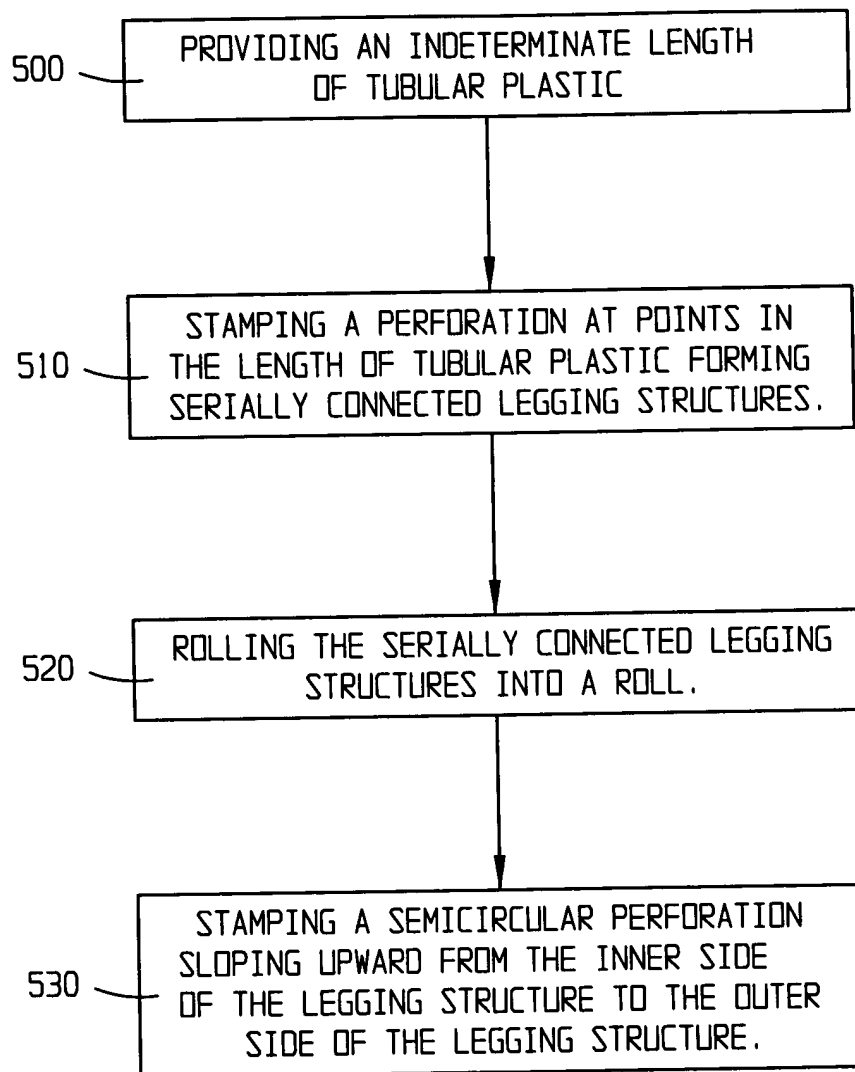 500
PROVIDING AN INDETERMINATE LENGTH
OF TUBULAR PLASTIC
510
STAMPING A PERFORATION AT POINTS IN
THE LENGTH OF TUBULAR PLASTIC FORMING
SERIALLY CONNECTED LEGGING STRUCTURES.
520
ROLLING THE SERIALLY CONNECTED LEGGING
STRUCTURES INTO A ROLL.
530
STAMPING A SEMICIRCULAR PERFORATION
SLOPING UPWARD FROM THE INNER SIDE
OF THE LEGGING STRUCTURE TO THE OUTER
SIDE OF THE LEGGING STRUCTURE.